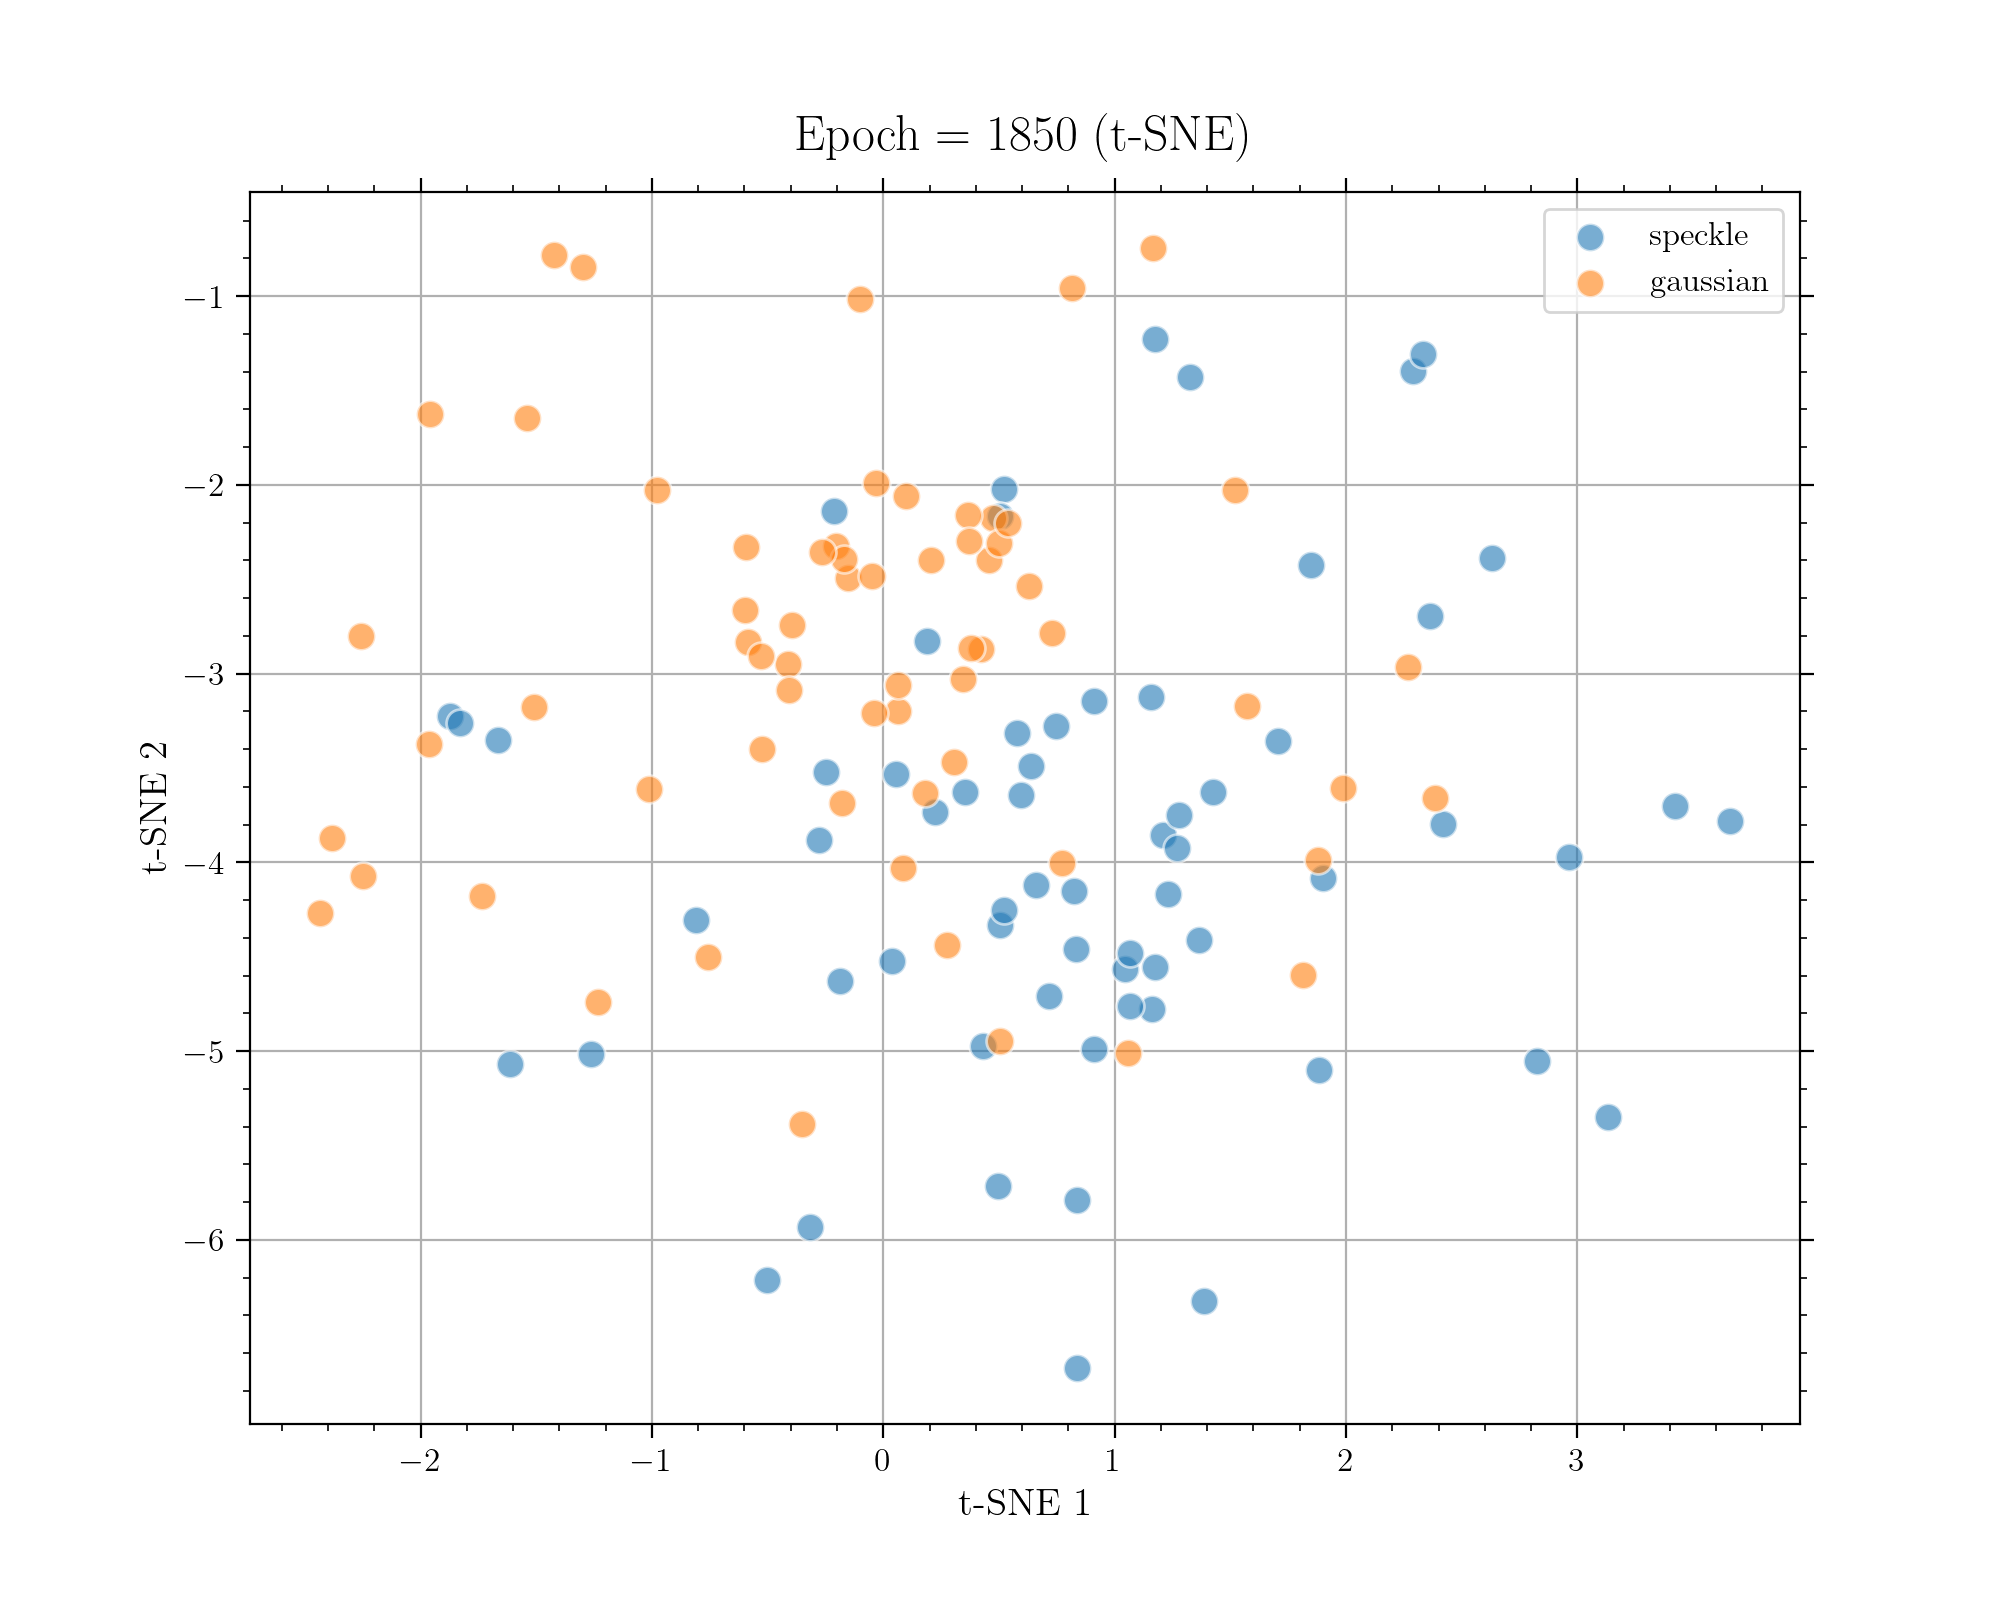 Epoch = 1850 (t-SNE)
speckle
gaussian
−1
−2
−3
−4
−5
−6
t-SNE 2
−2 −1 0 1 2 3
t-SNE 1